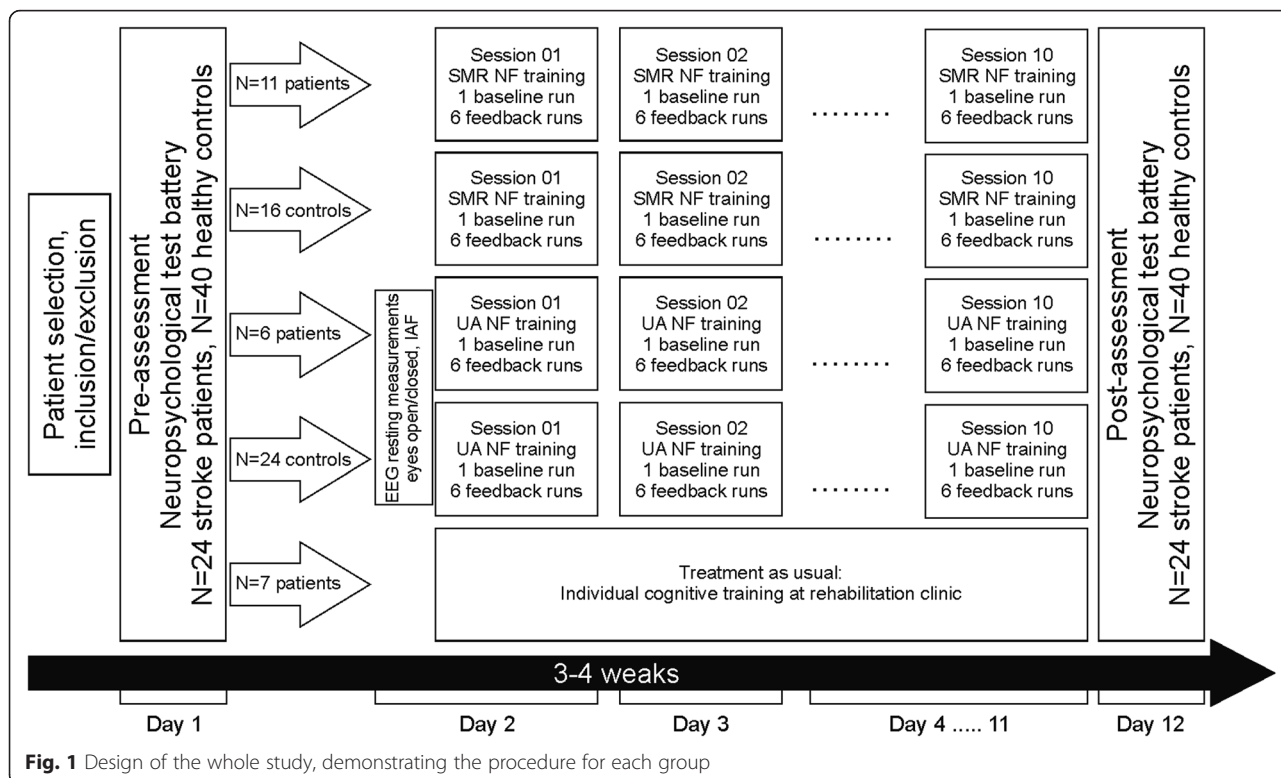 Patient selection,
inclusion/exclusion
Pre-assessment
Neuropsychological test battery
N=24 stroke patients, N=40 healthy controls
N=11 patients
Session 01
SMR NF training
1 baseline run
6 feedback runs
Session 02
SMR NF training
1 baseline run
6 feedback runs
........
Session 10
SMR NF training
1 baseline run
6 feedback runs
N=16 controls
Session 01
SMR NF training
1 baseline run
6 feedback runs
Session 02
SMR NF training
1 baseline run
6 feedback runs
........
Session 10
SMR NF training
1 baseline run
6 feedback runs
N=6 patients
EEG resting measurements
eyes open/closed, IAF
Session 01
UA NF training
1 baseline run
6 feedback runs
Session 02
UA NF training
1 baseline run
6 feedback runs
........
Session 10
UA NF training
1 baseline run
6 feedback runs
N=24 controls
Session 01
UA NF training
1 baseline run
6 feedback runs
Session 02
UA NF training
1 baseline run
6 feedback runs
........
Session 10
UA NF training
1 baseline run
6 feedback runs
N=7 patients
Treatment as usual:
Individual cognitive training at rehabilitation clinic
Post-assessment
Neuropsychological test battery
N=24 stroke patients, N=40 healthy controls
3-4 weaks
Day 1
Day 2
Day 3
Day 4 ..... 11
Day 12
Fig. 1 Design of the whole study, demonstrating the procedure for each group